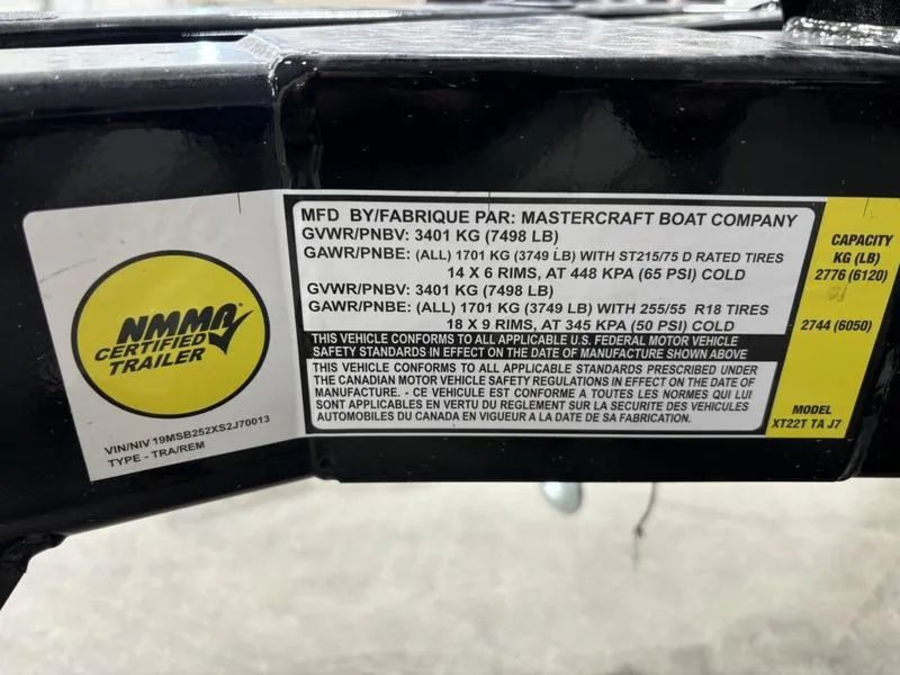 NMMA
CERTIFIED
TRAILER
VIN/NIV 19MSB252XS2J70013
TYPE - TRA/REM
MFD BY/FABRIQUE PAR: MASTERCRAFT BOAT COMPANY
GVWR/PNBV: 3401 KG (7498 LB)
GAWR/PNBE: (ALL) 1701 KG (3749 LB) WITH ST215/75 D RATED TIRES
14 X 6 RIMS, AT 448 KPA (65 PSI) COLD
GVWR/PNBV: 3401 KG (7498 LB)
GAWR/PNBE: (ALL) 1701 KG (3749 LB) WITH 255/55 R18 TIRES
18 X 9 RIMS, AT 345 KPA (50 PSI) COLD
THIS VEHICLE CONFORMS TO ALL APPLICABLE U.S. FEDERAL MOTOR VEHICLE
SAFETY STANDARDS IN EFFECT ON THE DATE OF MANUFACTURE SHOWN ABOVE
THIS VEHICLE CONFORMS TO ALL APPLICABLE STANDARDS PRESCRIBED UNDER
THE CANADIAN MOTOR VEHICLE SAFETY REGULATIONS IN EFFECT ON THE DATE OF
MANUFACTURE. - CE VEHICULE EST CONFORME A TOUTES LES NORMES QUI LUI
SONT APPLICABLES EN VERTU DU REGLEMENT SUR LA SECURITE DES VEHICULES
AUTOMOBILES DU CANADA EN VIGUEUR A LA DATE DE SA FABRICATION.
CAPACITY
KG (LB)
2776 (6120)
2744 (6050)
MODEL
XT22T TA J7